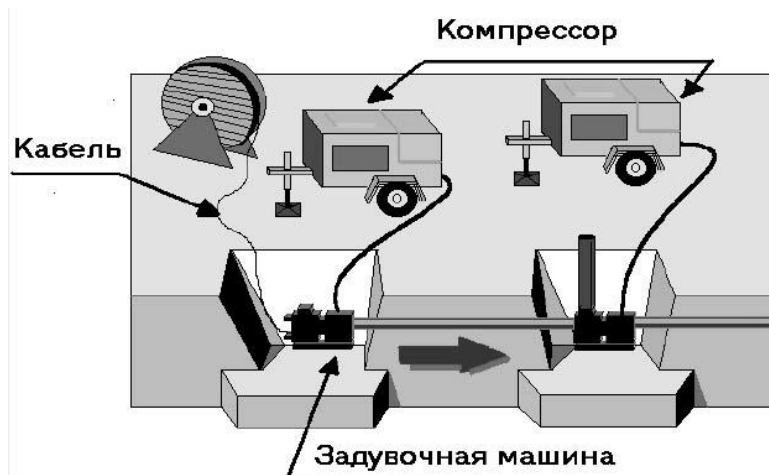 Компрессор
Кабель
Задувочная машина